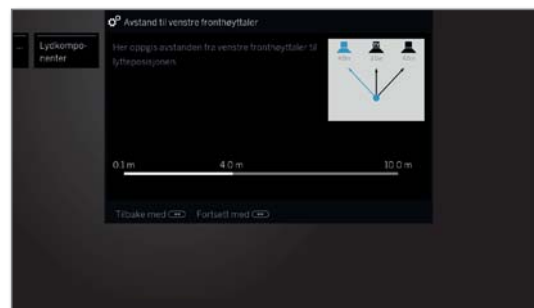 Avstand til venstre fronthøyttaler
Lydkompo-
nenter
Her oppgis avstanden fra venstre fronthøyttaler til
lytteposisjonen.
0.1 m 4.0 m 10.0 m
Tilbake med Fortsett med